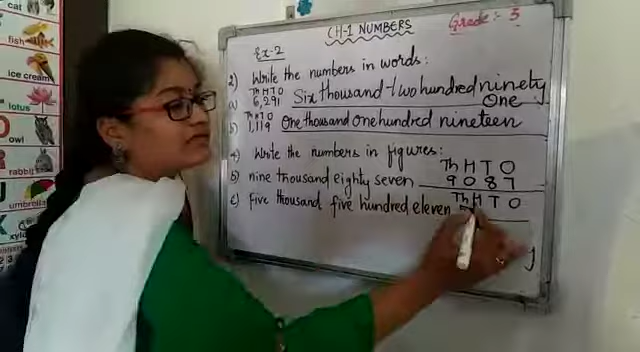 CH-1 NUMBERS
Grade:- 3
Ex-2
2) Write the numbers in words:
Th H T O
a) 6,291 Six thousand two hundred ninety
One
Th H T O
b) 1,119 One thousand one hundred nineteen
4) Write the numbers in figures:
Th H T O
b) nine thousand eighty seven 9 0 8 7
Th H T O
c) Five thousand five hundred eleven
cat
fish
ice cream
lotus
owl
rabbit
umbrella